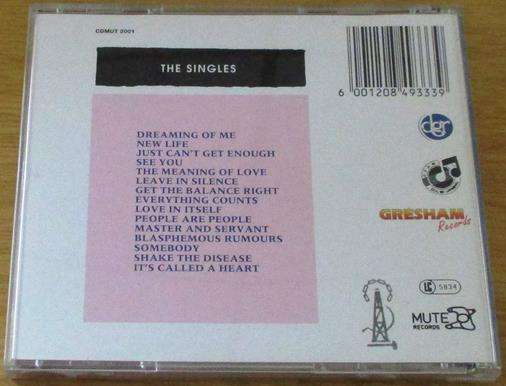 CDMUT 2001
THE SINGLES
6 001208 493339
DREAMING OF ME
NEW LIFE
JUST CAN'T GET ENOUGH
SEE YOU
THE MEANING OF LOVE
LEAVE IN SILENCE
GET THE BALANCE RIGHT
EVERYTHING COUNTS
LOVE IN ITSELF
PEOPLE ARE PEOPLE
MASTER AND SERVANT
BLASPHEMOUS RUMOURS
SOMEBODY
SHAKE THE DISEASE
IT'S CALLED A HEART
dgr
GRESHAM
Records
LC 5834
MUTE
RECORDS